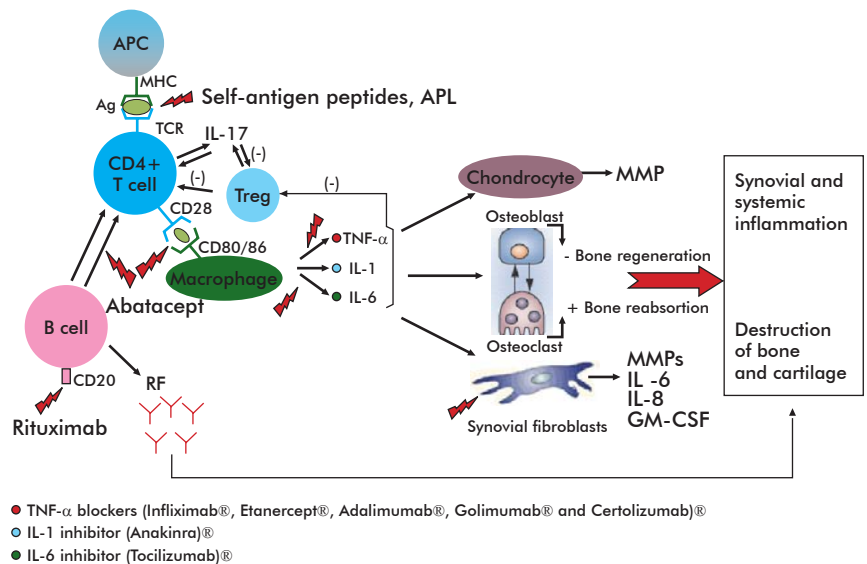 APC
MHC
Ag
Self-antigen peptides, APL
TCR
IL-17
CD4+
T cell
(-)
(-)
Treg
(-)
CD28
CD80/86
Macrophage
TNF-α
IL-1
IL-6
Abatacept
B cell
CD20
Rituximab
RF
Chondrocyte
MMP
Osteoblast
- Bone regeneration
+ Bone reabsortion
Osteoclast
Synovial fibroblasts
MMPs
IL -6
IL-8
GM-CSF
Synovial and
systemic
inflammation
Destruction
of bone
and cartilage
TNF-α blockers (Infliximab®, Etanercept®, Adalimumab®, Golimumab® and Certolizumab)®
IL-1 inhibitor (Anakinra)®
IL-6 inhibitor (Tocilizumab)®